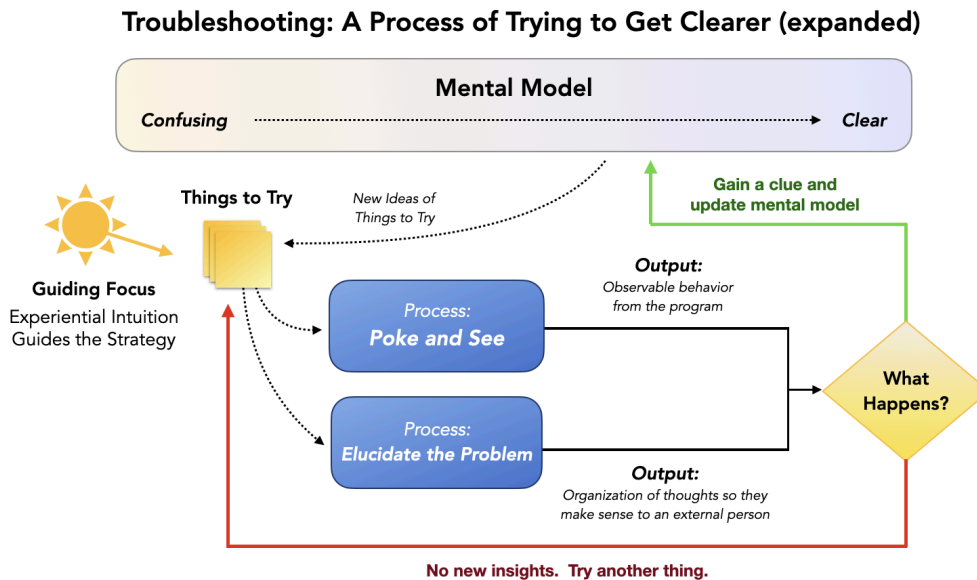 Troubleshooting: A Process of Trying to Get Clearer (expanded)
Mental Model
Confusing
Clear
Things to Try
New Ideas of
Things to Try
Gain a clue and
update mental model
Guiding Focus
Experiential Intuition
Guides the Strategy
Output:
Observable behavior
from the program
Process:
Poke and See
What
Happens?
Process:
Elucidate the Problem
Output:
Organization of thoughts so they
make sense to an external person
No new insights.  Try another thing.